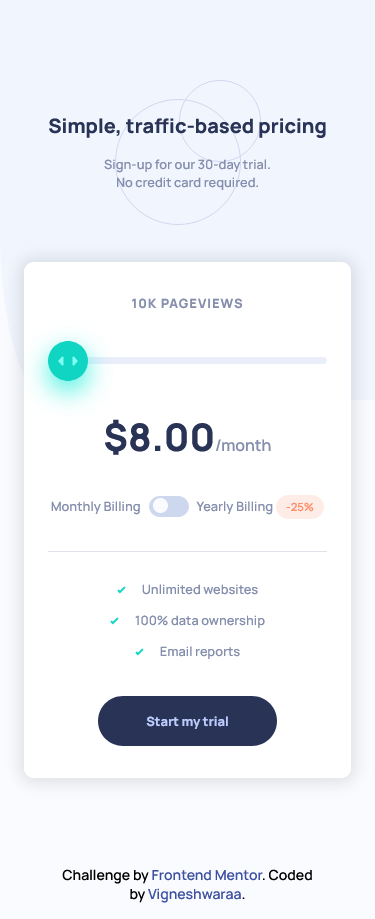 Simple, traffic-based pricing
Sign-up for our 30-day trial.
No credit card required.
10K PAGEVIEWS
$8.00/month
Monthly Billing Yearly Billing -25%
Unlimited websites
100% data ownership
Email reports
Start my trial
Challenge by Frontend Mentor. Coded
by Vigneshwaraa.